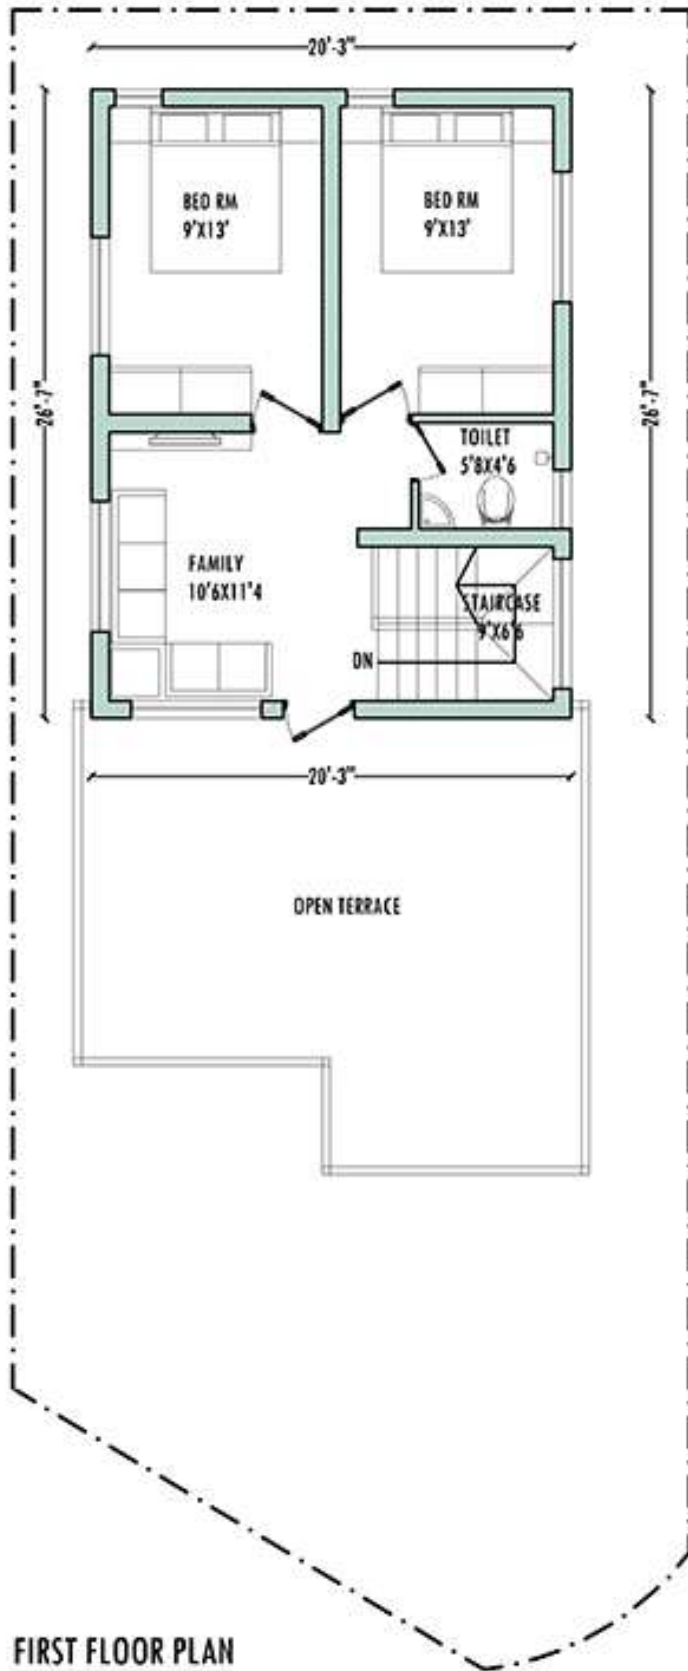 20'-3"
BED RM
9'X13'
BED RM
9'X13'
26'-7"
26'-7"
TOILET
5'8X4'6
FAMILY
10'6X11'4
STAIRCASE
9'X6'6
DN
20'-3"
OPEN TERRACE
FIRST FLOOR PLAN